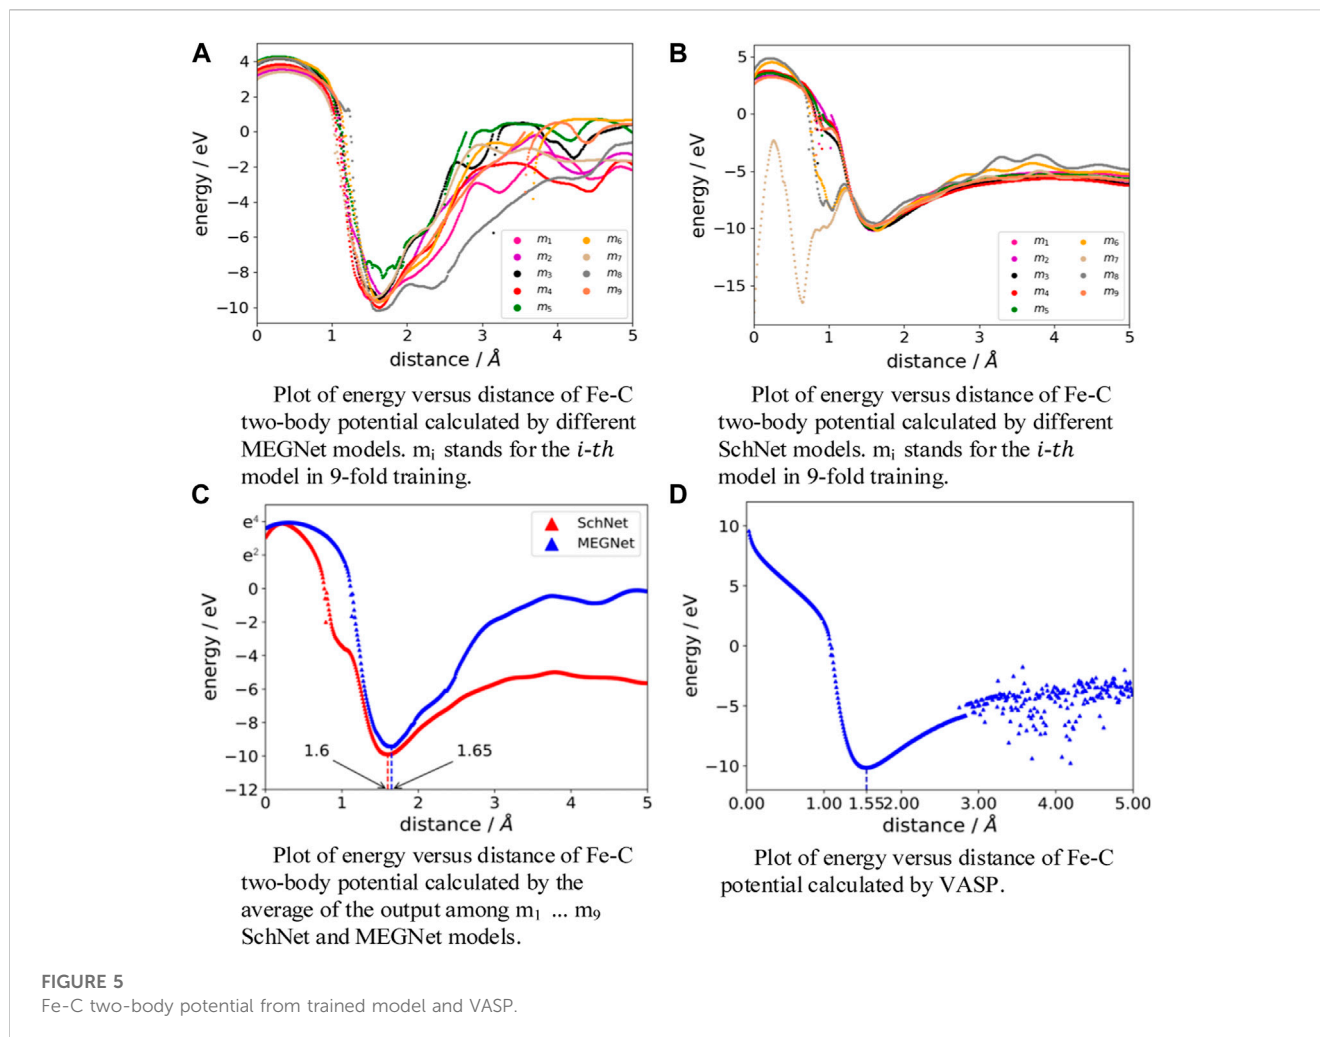 A
4
2
0
−2
−4
−6
−8
−10
energy / eV
0 1 2 3 4 5
distance / Å
m1 m6
m2 m7
m3 m8
m4 m9
m5
Plot of energy versus distance of Fe-C
two-body potential calculated by different
MEGNet models. mi stands for the i-th
model in 9-fold training.
B
5
0
−5
−10
−15
energy / eV
0 1 2 3 4 5
distance / Å
m1 m6
m2 m7
m3 m8
m4 m9
m5
Plot of energy versus distance of Fe-C
two-body potential calculated by different
SchNet models. mi stands for the i-th
model in 9-fold training.
C
e4
e2
0
−2
−4
−6
−8
−10
−12
energy / eV
SchNet
MEGNet
1.6 1.65
0 1 2 3 4 5
distance / Å
Plot of energy versus distance of Fe-C
two-body potential calculated by the
average of the output among m1 ... m9
SchNet and MEGNet models.
D
10
5
0
−5
−10
energy / eV
0.00 1.00 1.55 2.00 3.00 4.00 5.00
distance / Å
Plot of energy versus distance of Fe-C
potential calculated by VASP.
FIGURE 5
Fe-C two-body potential from trained model and VASP.